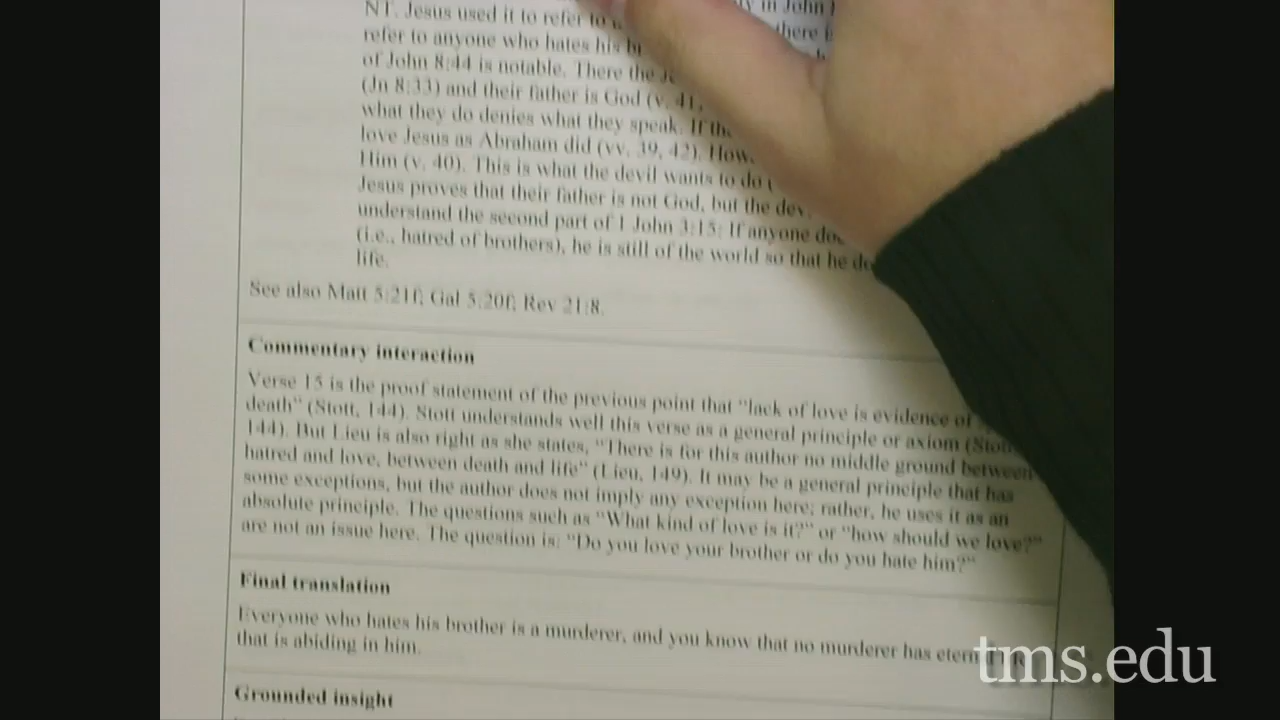 y in John
NT. Jesus used it to refer to
there is
refer to anyone who hates his
of John 8:44 is notable. There the
(Jn 8:33) and their father is God (v. 41,
what they do denies what they speak. If
love Jesus as Abraham did (vv. 39, 42).
Him (v. 40). This is what the devil wants to do
Jesus proves that their father is not God, but the
understand the second part of 1 John 3:15: If anyone
(i.e., hatred of brothers), he is still of the world so that he
life.
See also Matt 5:21f; Gal 5:20f; Rev 21:8.
Commentary interaction
Verse 15 is the proof statement of the previous point that "lack of love is evidence of
death" (Stott, 144). Stott understands well this verse as a general principle or axiom (Stott,
144). But Lieu is also right as she states, "There is for this author no middle ground between
hatred and love, between death and life" (Lieu, 149). It may be a general principle that has
some exceptions, but the author does not imply any exception here; rather, he uses it as an
absolute principle. The questions such as "What kind of love is it?" or "how should we love?"
are not an issue here. The question is: "Do you love your brother or do you hate him?"
Final translation
Everyone who hates his brother is a murderer, and you know that no murderer has
that is abiding in him.
tms.edu
Grounded insight